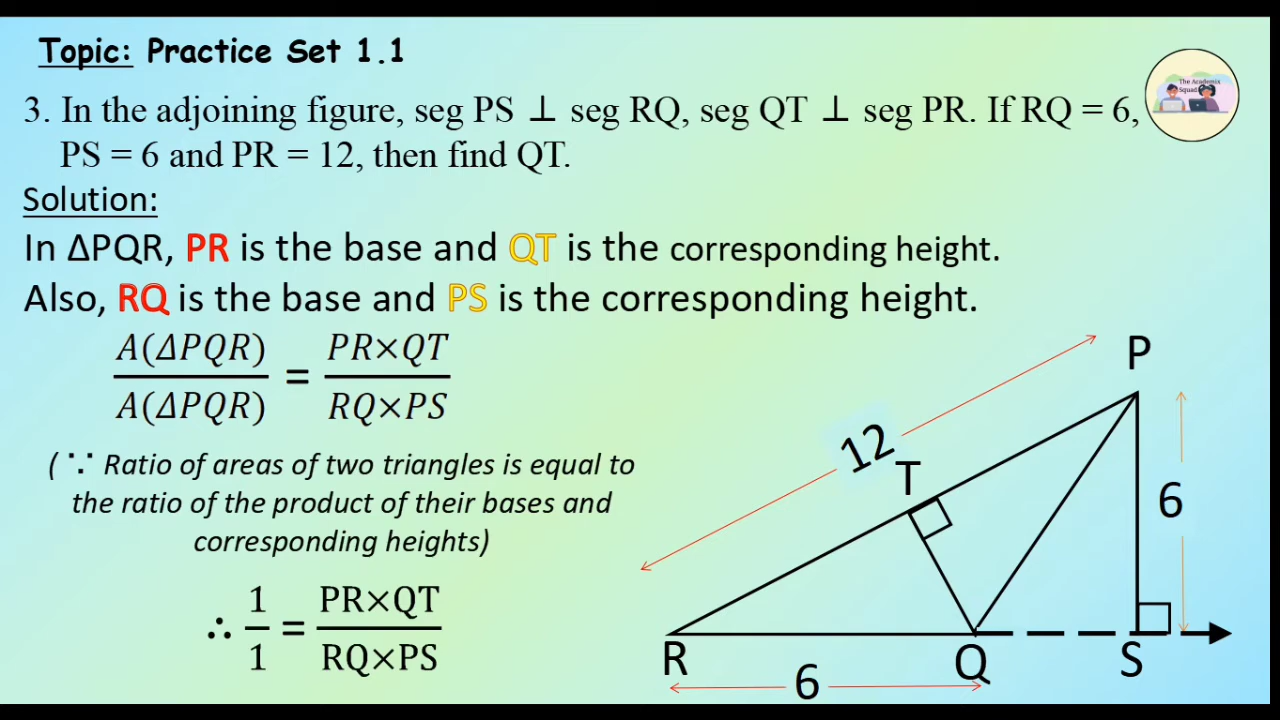 Topic: Practice Set 1.1
The Academix
Squad
3. In the adjoining figure, seg PS ⊥ seg RQ, seg QT ⊥ seg PR. If RQ = 6,
PS = 6 and PR = 12, then find QT.
Solution:
In ΔPQR, PR is the base and QT is the corresponding height.
Also, RQ is the base and PS is the corresponding height.
A(ΔPQR) / A(ΔPQR) = PR×QT / RQ×PS
( ∵ Ratio of areas of two triangles is equal to
the ratio of the product of their bases and
corresponding heights)
∴ 1/1 = PR×QT / RQ×PS
P
12
T
6
R
Q
S
6